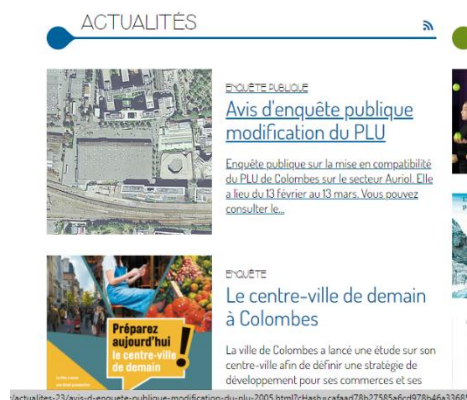 ACTUALITÉS
ENQUÊTE PUBLIQUE
Avis d'enquête publique
modification du PLU
Enquête publique sur la mise en compatibilité
du PLU de Colombes sur le secteur Auriol. Elle
a lieu du 13 février au 13 mars. Vous pouvez
consulter le...
Préparez
aujourd'hui
le centre-ville
de demain
ENQUÊTE
Le centre-ville de demain
à Colombes
La ville de Colombes a lancé une étude sur son
centre-ville afin de définir une stratégie de
développement pour ses commerces et ses